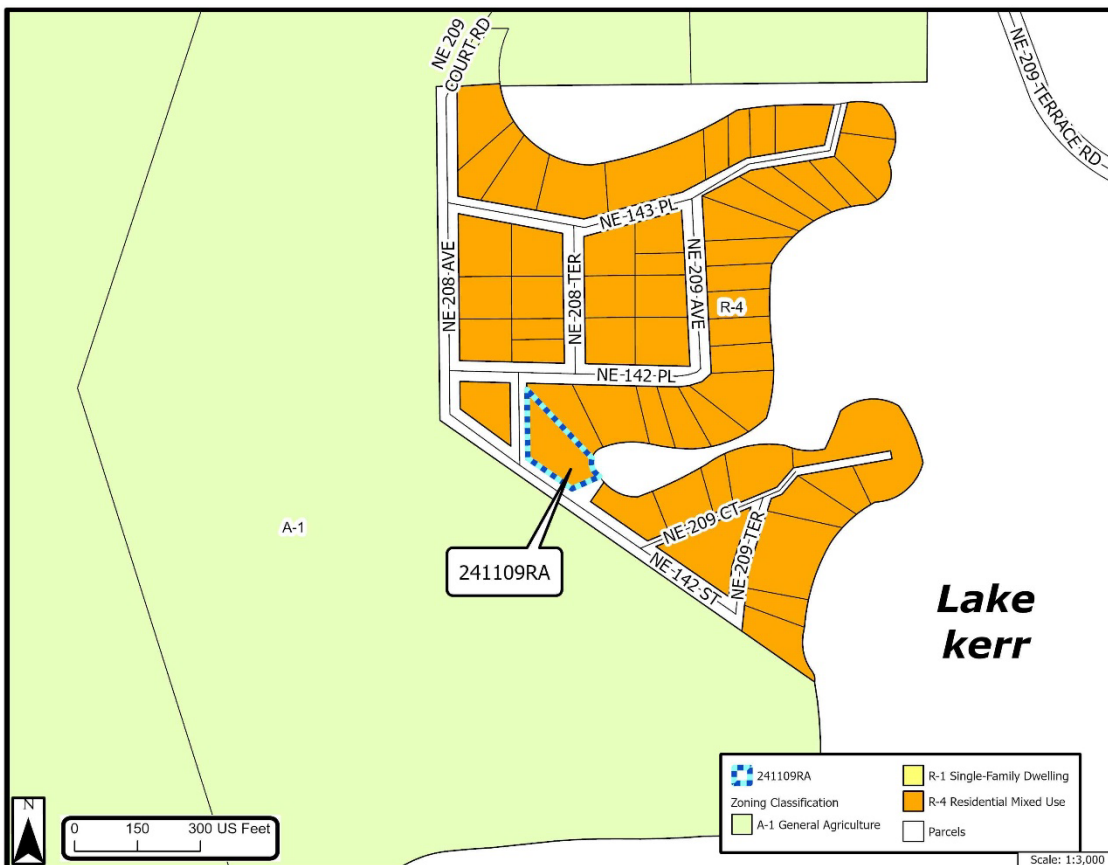 NE 209
COURT RD
NE-209-TERRACE RD
NE-143-PL
NE-208-AVE
NE-208-TER
NE-209-AVE
R-4
NE-142-PL
A-1
241109RA
NE-209-CT
NE-209-TER
NE-142-ST
Lake
kerr
241109RA
Zoning Classification
A-1 General Agriculture
R-1 Single-Family Dwelling
R-4 Residential Mixed Use
Parcels
N
0 150 300 US Feet
Scale: 1:3,000